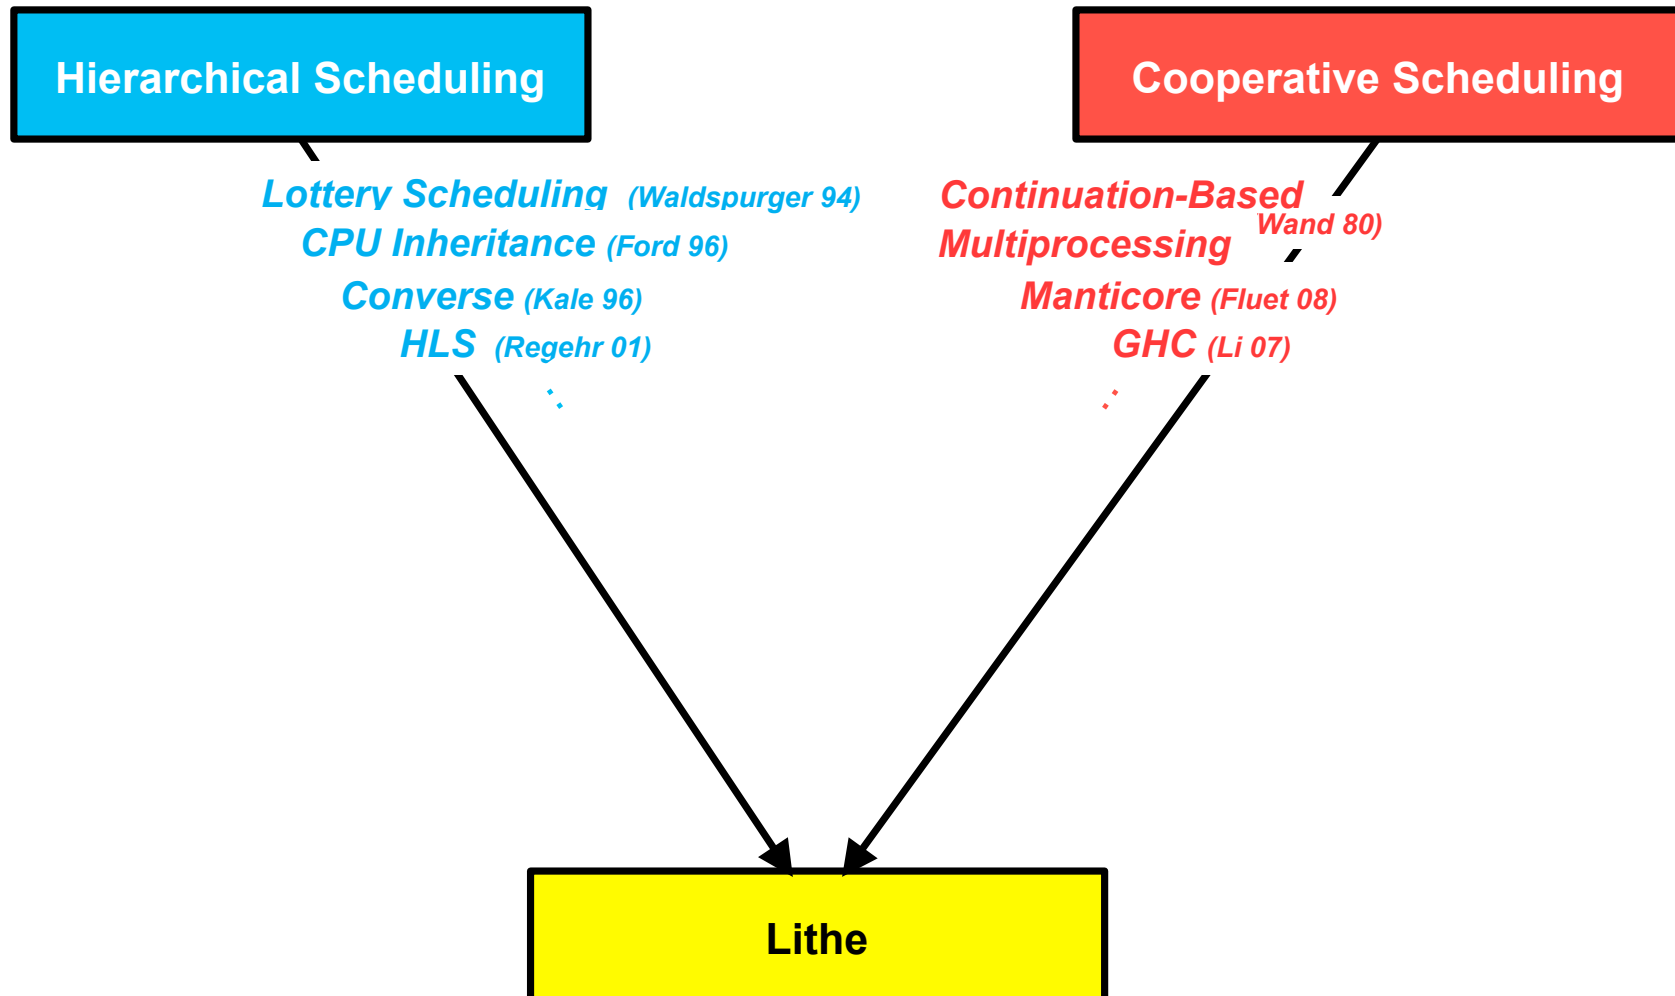 Hierarchical Scheduling
Cooperative Scheduling
Lottery Scheduling (Waldspurger 94)
CPU Inheritance (Ford 96)
Converse (Kale 96)
HLS (Regehr 01)
Continuation-Based
Multiprocessing Wand 80)
Manticore (Fluet 08)
GHC (Li 07)
Lithe